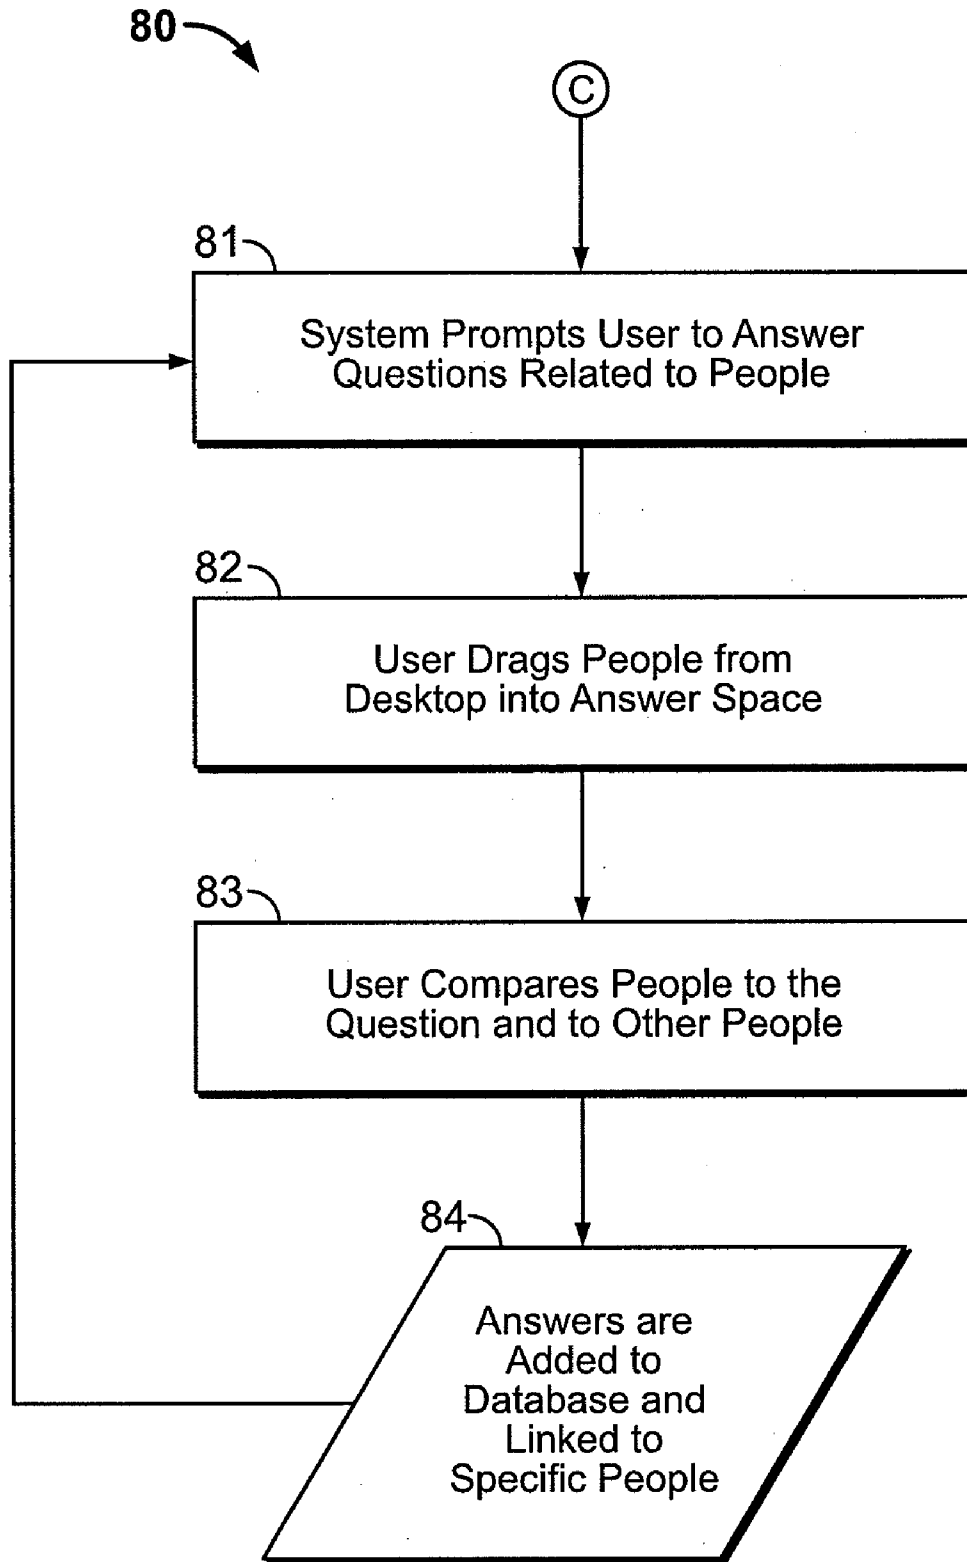 80
C
81
System Prompts User to Answer
Questions Related to People
82
User Drags People from
Desktop into Answer Space
83
User Compares People to the
Question and to Other People
84
Answers are
Added to
Database and
Linked to
Specific People